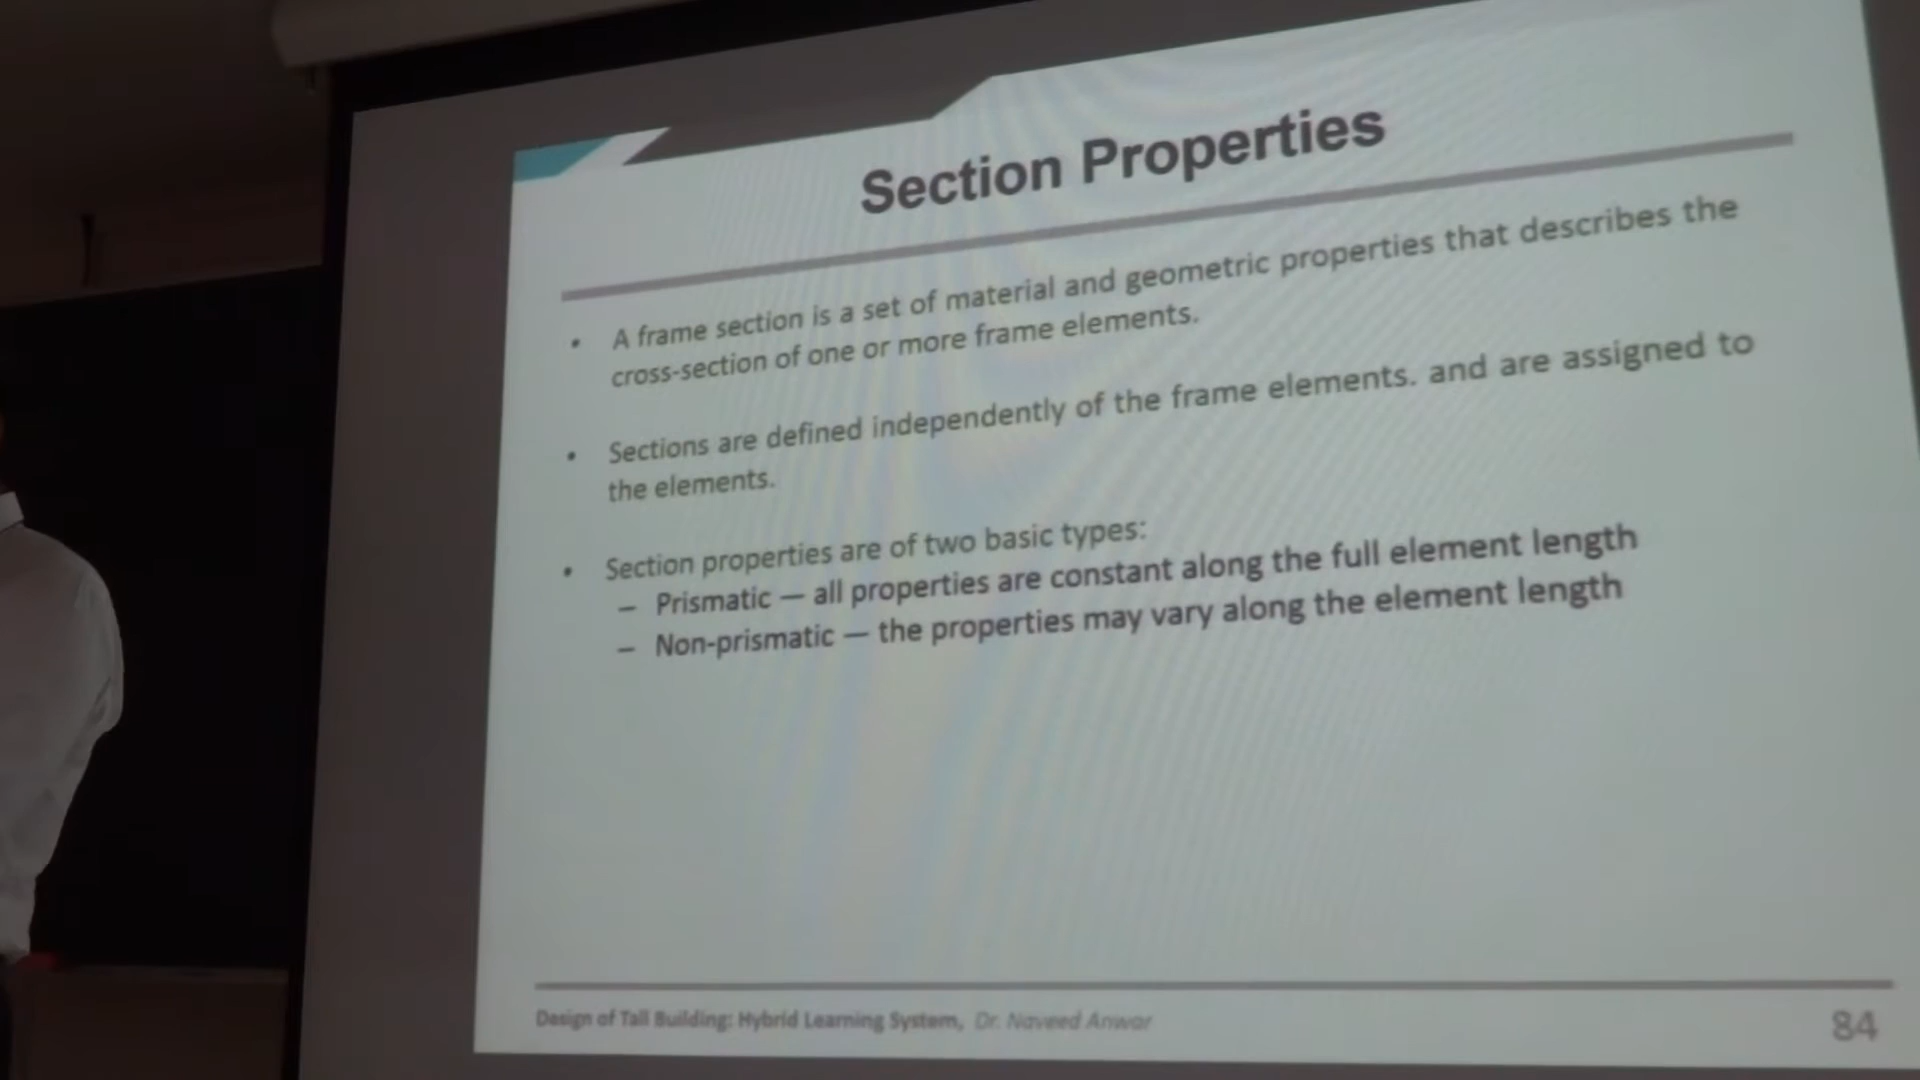 Section Properties
• A frame section is a set of material and geometric properties that describes the
cross-section of one or more frame elements.
• Sections are defined independently of the frame elements. and are assigned to
the elements.
• Section properties are of two basic types:
– Prismatic — all properties are constant along the full element length
– Non-prismatic — the properties may vary along the element length
Design of Tall Building: Hybrid Learning System, Dr. Naveed Anwar
84